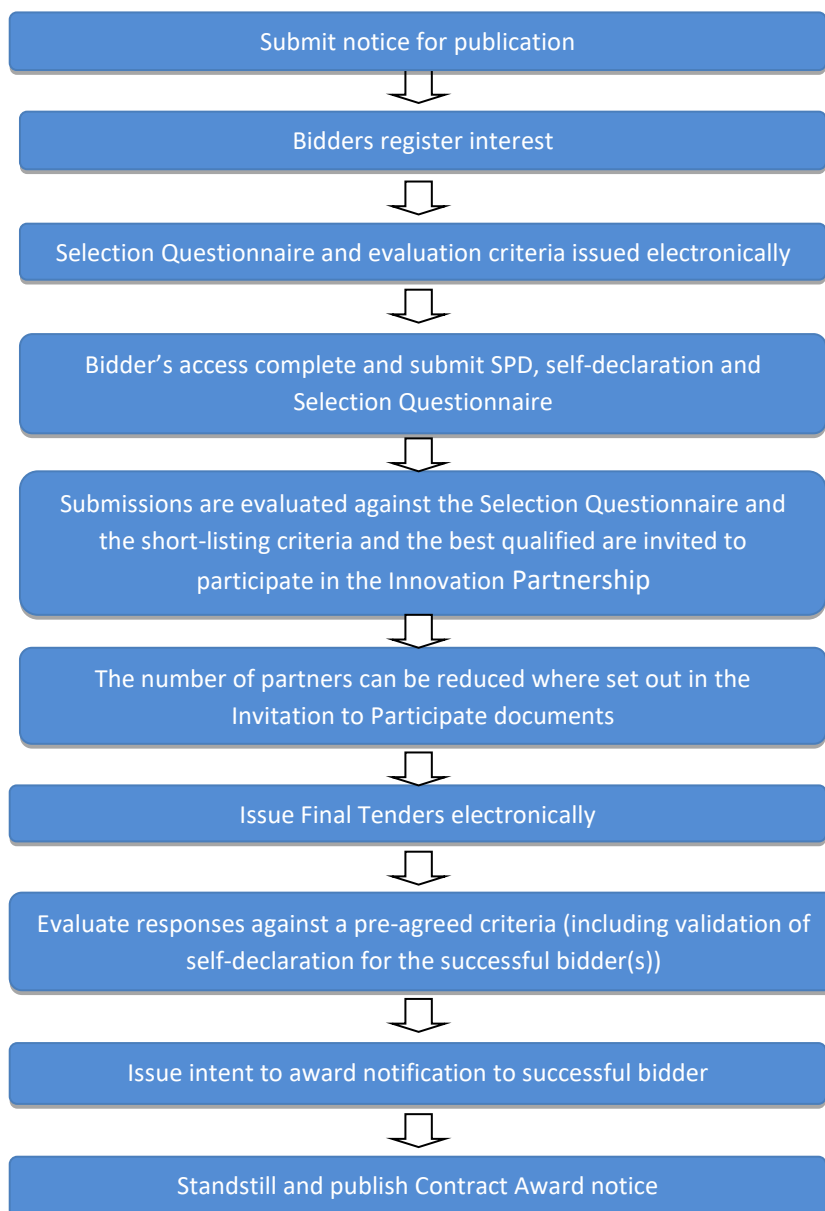 Submit notice for publication
Bidders register interest
Selection Questionnaire and evaluation criteria issued electronically
Bidder’s access complete and submit SPD, self-declaration and
Selection Questionnaire
Submissions are evaluated against the Selection Questionnaire and
the short-listing criteria and the best qualified are invited to
participate in the Innovation Partnership
The number of partners can be reduced where set out in the
Invitation to Participate documents
Issue Final Tenders electronically
Evaluate responses against a pre-agreed criteria (including validation of
self-declaration for the successful bidder(s))
Issue intent to award notification to successful bidder
Standstill and publish Contract Award notice